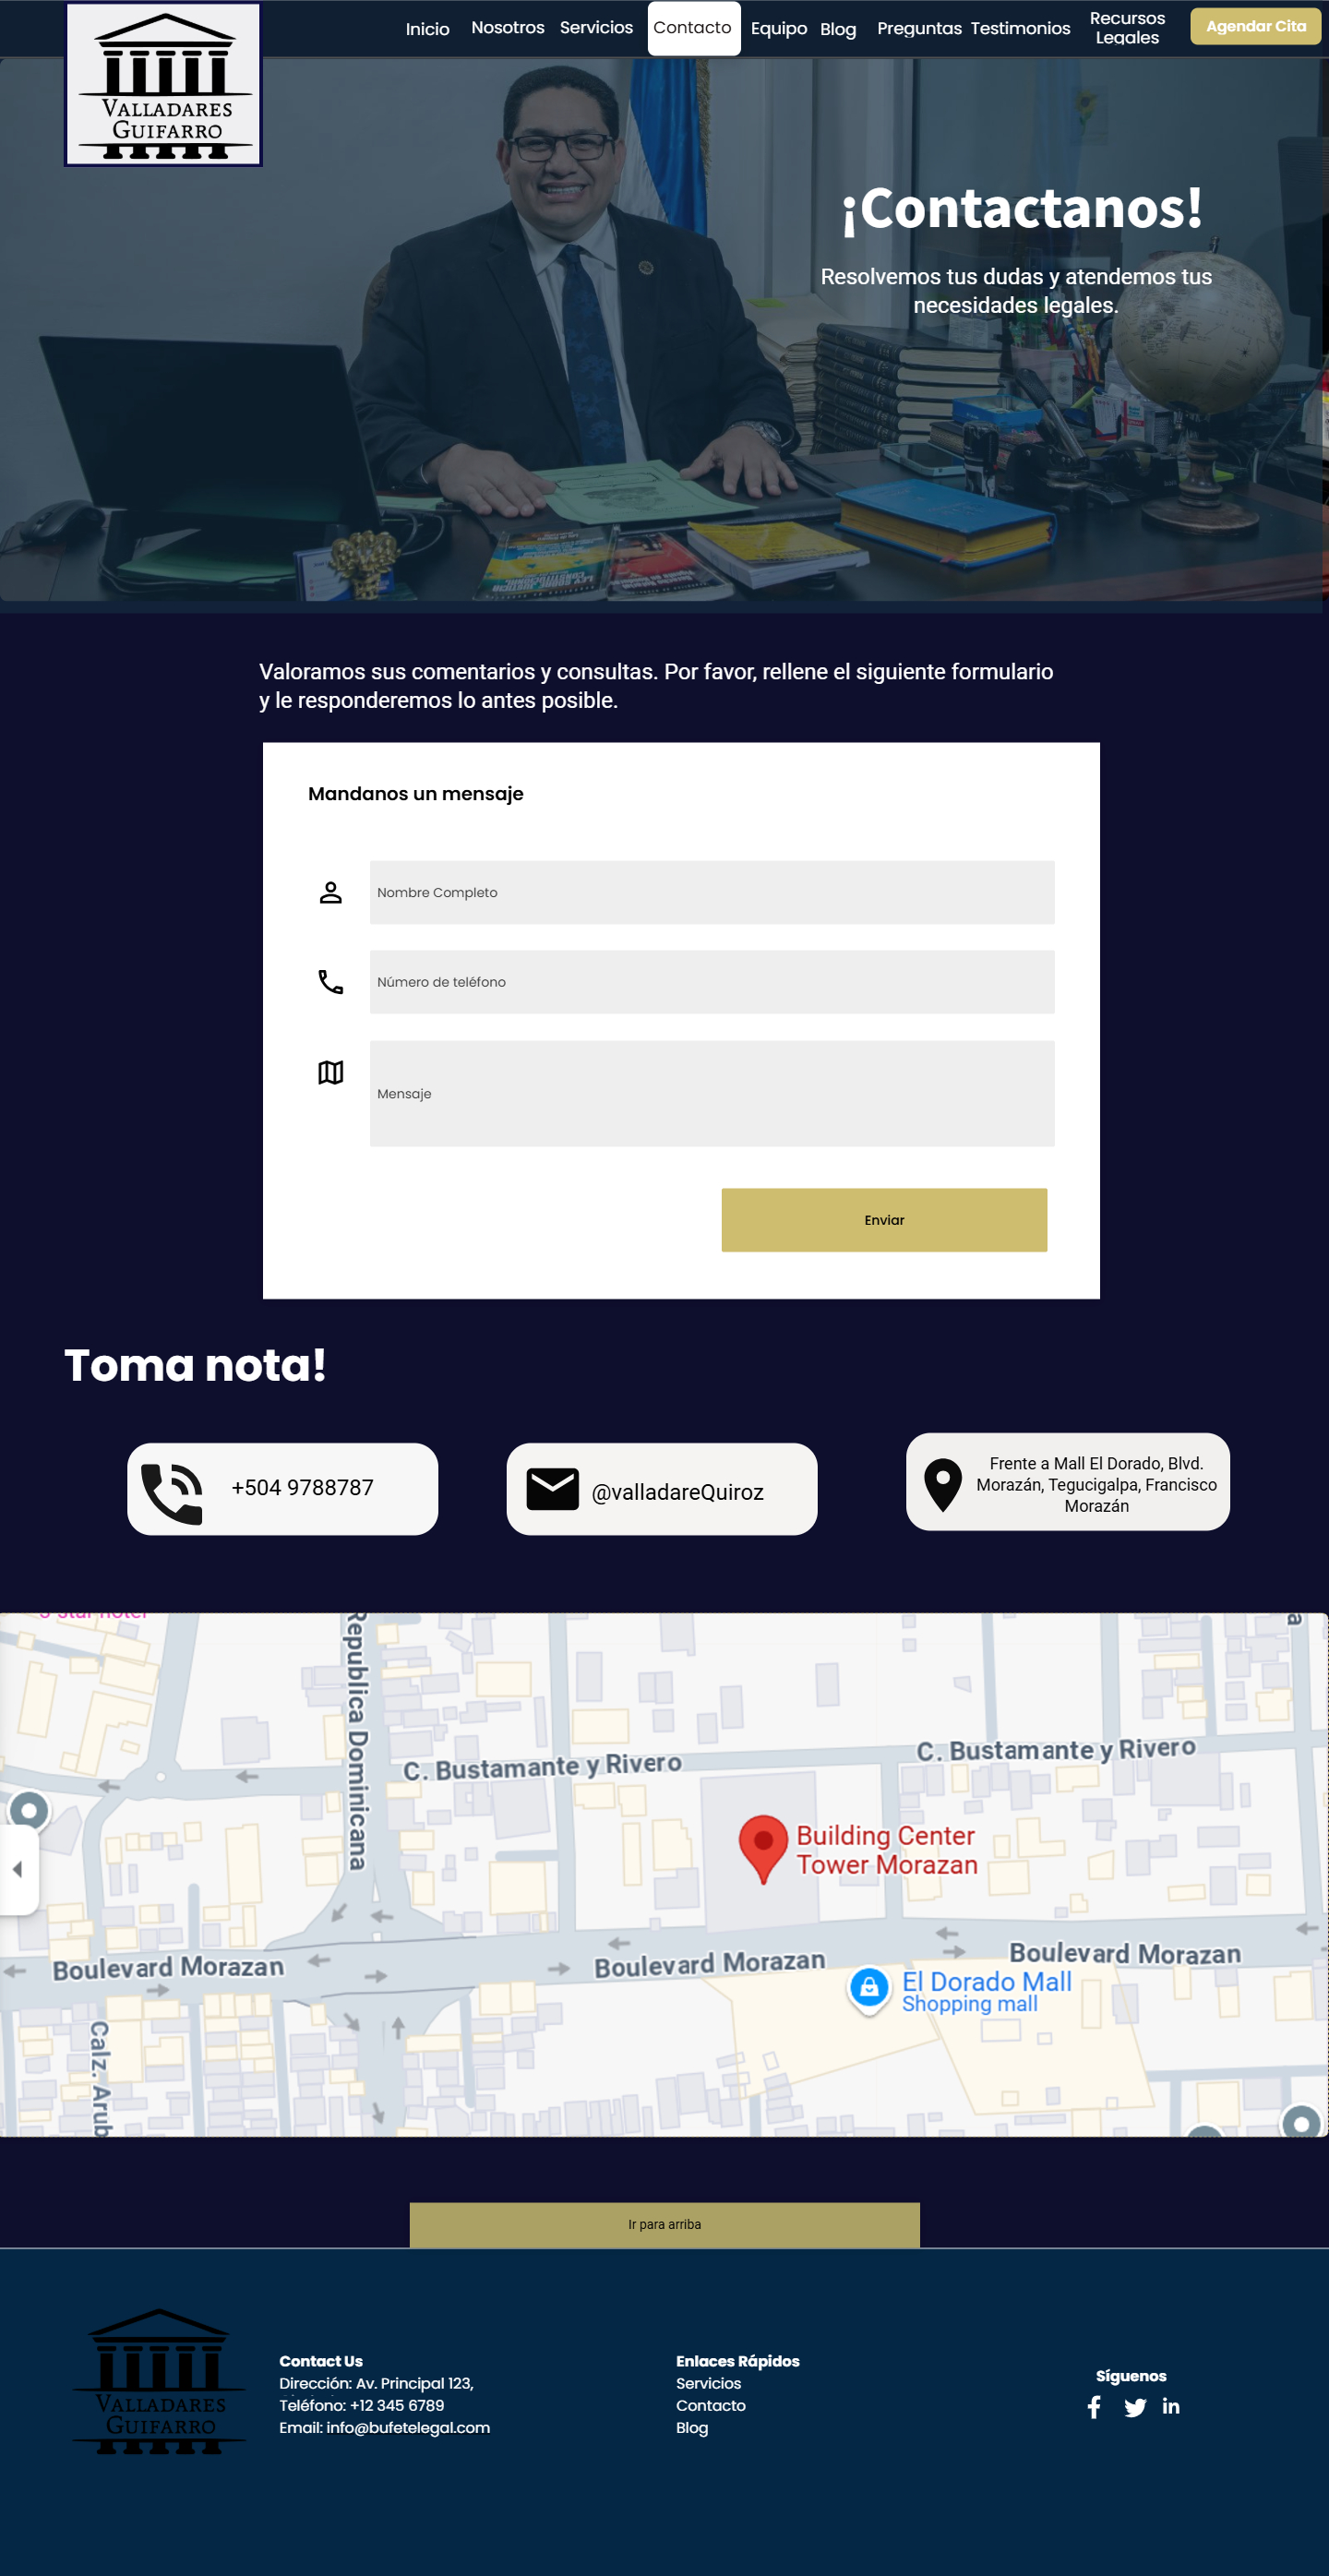 Inicio
Nosotros
Servicios
Contacto
Equipo
Blog
Preguntas
Testimonios
Recursos
Legales
Agendar Cita
VALLADARES
GUIFARRO
¡Contactanos!
Resolvemos tus dudas y atendemos tus
necesidades legales.
Valoramos sus comentarios y consultas. Por favor, rellene el siguiente formulario
y le responderemos lo antes posible.
Mandanos un mensaje
Nombre Completo
Número de teléfono
Mensaje
Enviar
Toma nota!
+504 9788787
@valladareQuiroz
Frente a Mall El Dorado, Blvd.
Morazán, Tegucigalpa, Francisco
Morazán
Republica Dominicana
C. Bustamante y Rivero
C. Bustamante y Rivero
Building Center
Tower Morazan
Boulevard Morazan
Boulevard Morazan
Boulevard Morazan
El Dorado Mall
Shopping mall
Calz. Arub
Ir para arriba
VALLADARES
GUIFARRO
Contact Us
Dirección: Av. Principal 123,
Teléfono: +12 345 6789
Email: info@bufetelegal.com
Enlaces Rápidos
Servicios
Contacto
Blog
Síguenos